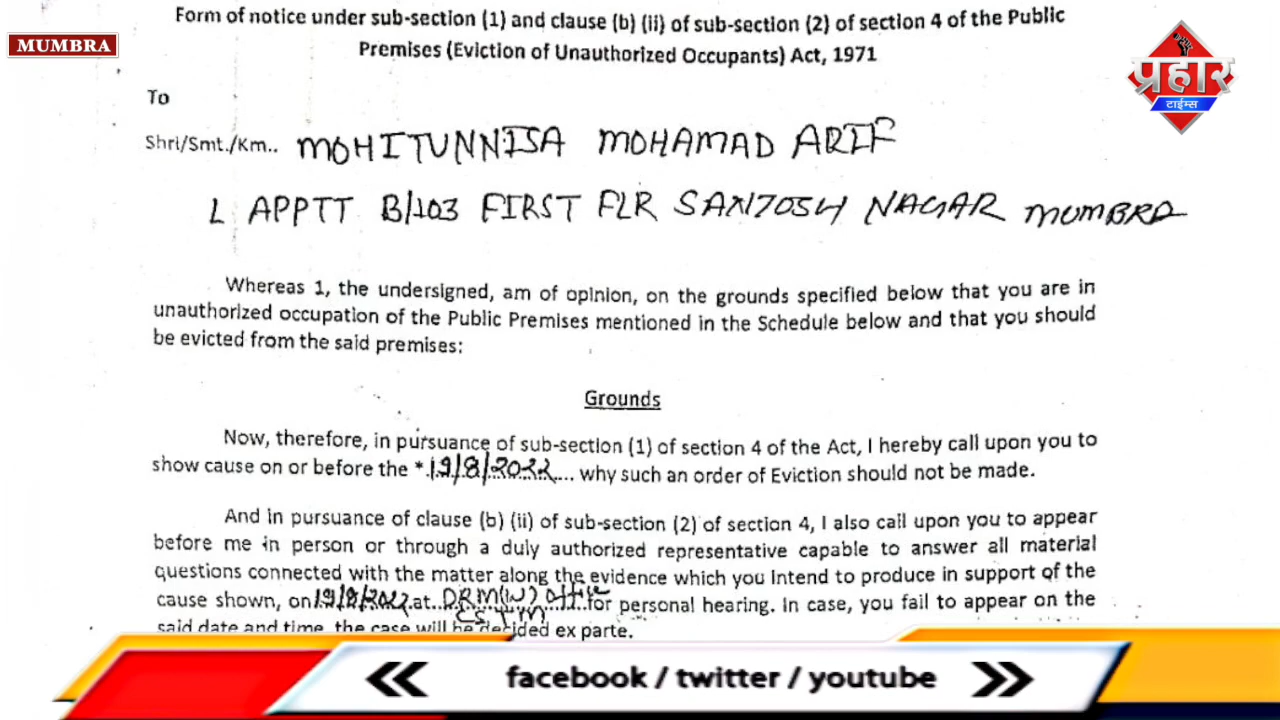 Form of notice under sub-section (1) and clause (b) (ii) of sub-section (2) of section 4 of the Public
Premises (Eviction of Unauthorized Occupants) Act, 1971
MUMBRA
प्रहार
टाईम्स
To
Shri/Smt./Km.. MOHITUNNISA MOHAMAD ARIF
L APPTT B/103 FIRST FLR SANTOSH NAGAR MUMBRA
Whereas 1, the undersigned, am of opinion, on the grounds specified below that you are in
unauthorized occupation of the Public Premises mentioned in the Schedule below and that you should
be evicted from the said premises:
Grounds
Now, therefore, in pursuance of sub-section (1) of section 4 of the Act, I hereby call upon you to
show cause on or before the *.19/8/2022.... why such an order of Eviction should not be made.
And in pursuance of clause (b) (ii) of sub-section (2) of section 4, I also call upon you to appear
before me in person or through a duly authorized representative capable to answer all material
questions connected with the matter along the evidence which you Intend to produce in support of the
cause shown, on 19/8/2022 at..DRM(W) office....for personal hearing. In case, you fail to appear on the
CSTM
said date and time, the case will be decided ex parte.
facebook / twitter / youtube